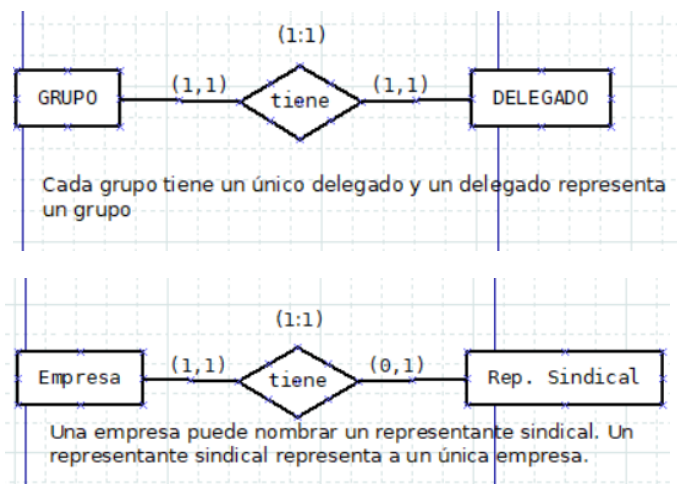 (1:1)
GRUPO (1,1) tiene (1,1) DELEGADO
Cada grupo tiene un único delegado y un delegado representa
un grupo
(1:1)
Empresa (1,1) tiene (0,1) Rep. Sindical
Una empresa puede nombrar un representante sindical. Un
representante sindical representa a un única empresa.